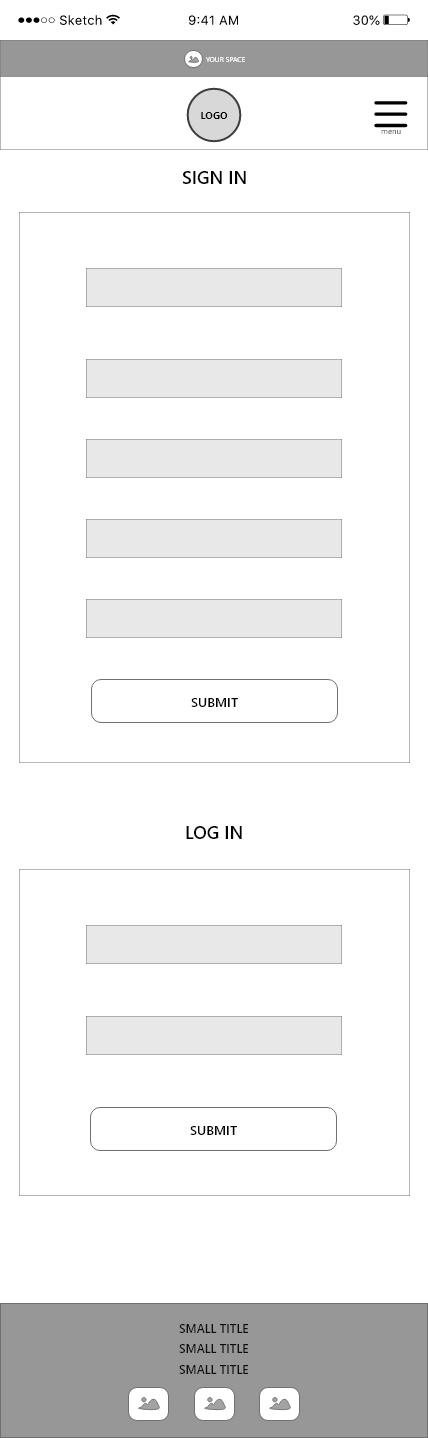 Sketch 9:41 AM 30%
YOUR SPACE
LOGO
menu
SIGN IN
SUBMIT
LOG IN
SUBMIT
SMALL TITLE
SMALL TITLE
SMALL TITLE